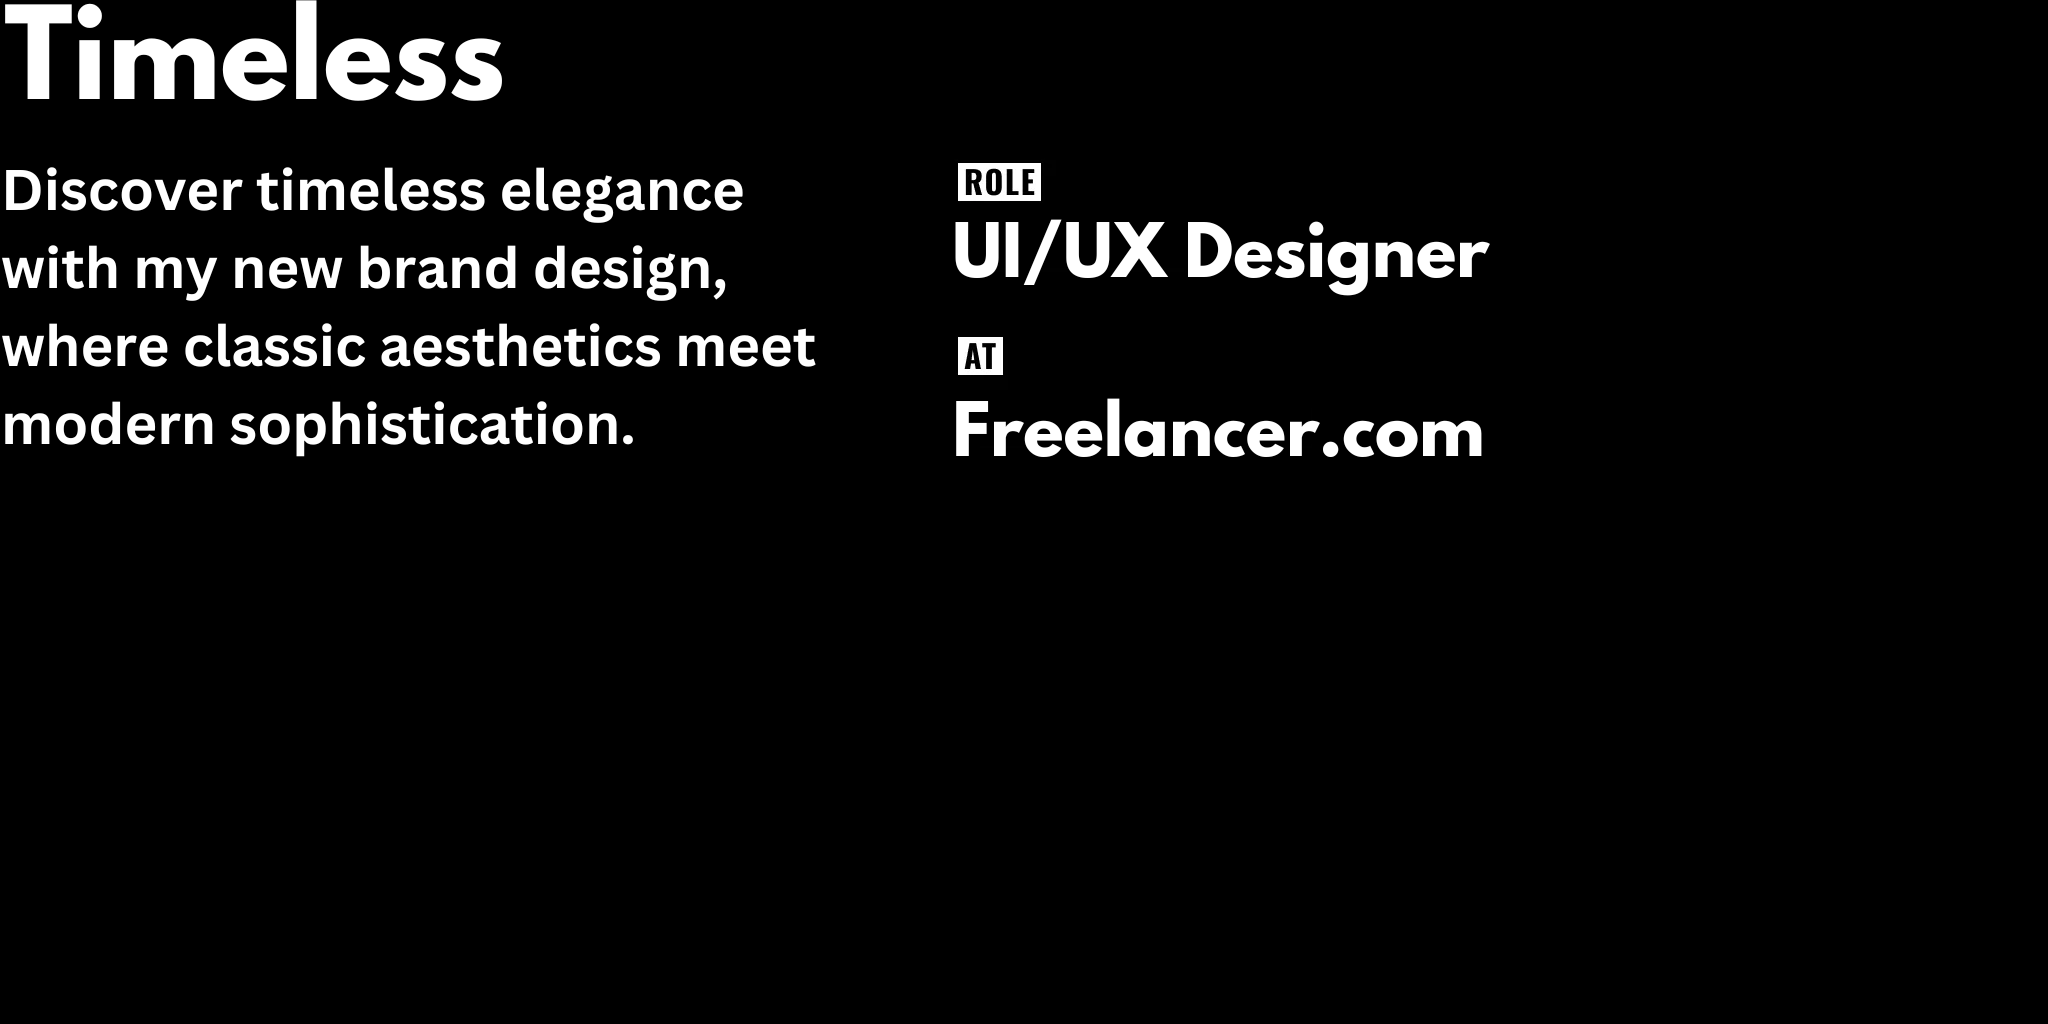 Timeless
Discover timeless elegance
with my new brand design,
where classic aesthetics meet
modern sophistication.
ROLE
UI/UX Designer
AT
Freelancer.com